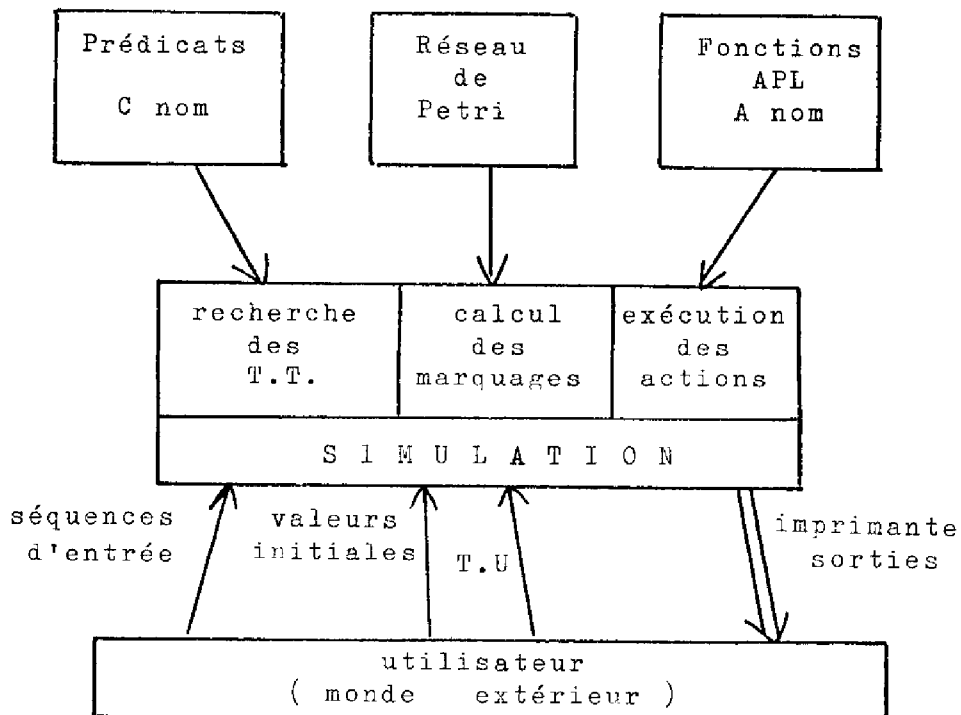 Prédicats
C nom
Réseau
de
Petri
Fonctions
APL
A nom
recherche
des
T.T.
calcul
des
marquages
exécution
des
actions
S1MULATION
séquences
d'entrée
valeurs
initiales
T.U
imprimante
sorties
utilisateur
( monde extérieur )